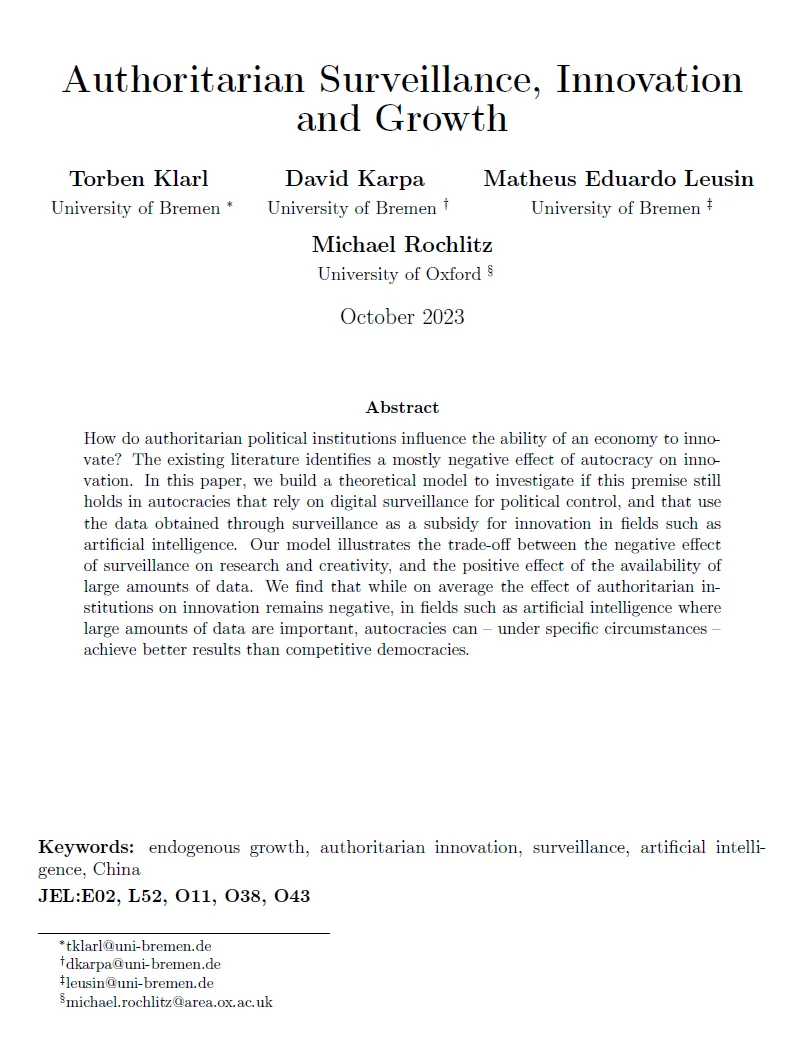 Authoritarian Surveillance, Innovation
and Growth
Torben Klarl
University of Bremen *
David Karpa
University of Bremen †
Matheus Eduardo Leusin
University of Bremen ‡
Michael Rochlitz
University of Oxford §
October 2023
Abstract
How do authoritarian political institutions influence the ability of an economy to inno-
vate? The existing literature identifies a mostly negative effect of autocracy on inno-
vation. In this paper, we build a theoretical model to investigate if this premise still
holds in autocracies that rely on digital surveillance for political control, and that use
the data obtained through surveillance as a subsidy for innovation in fields such as
artificial intelligence. Our model illustrates the trade-off between the negative effect
of surveillance on research and creativity, and the positive effect of the availability of
large amounts of data. We find that while on average the effect of authoritarian in-
stitutions on innovation remains negative, in fields such as artificial intelligence where
large amounts of data are important, autocracies can – under specific circumstances –
achieve better results than competitive democracies.
Keywords: endogenous growth, authoritarian innovation, surveillance, artificial intelli-
gence, China
JEL:E02, L52, O11, O38, O43
*tklarl@uni-bremen.de
†dkarpa@uni-bremen.de
‡leusin@uni-bremen.de
§michael.rochlitz@area.ox.ac.uk